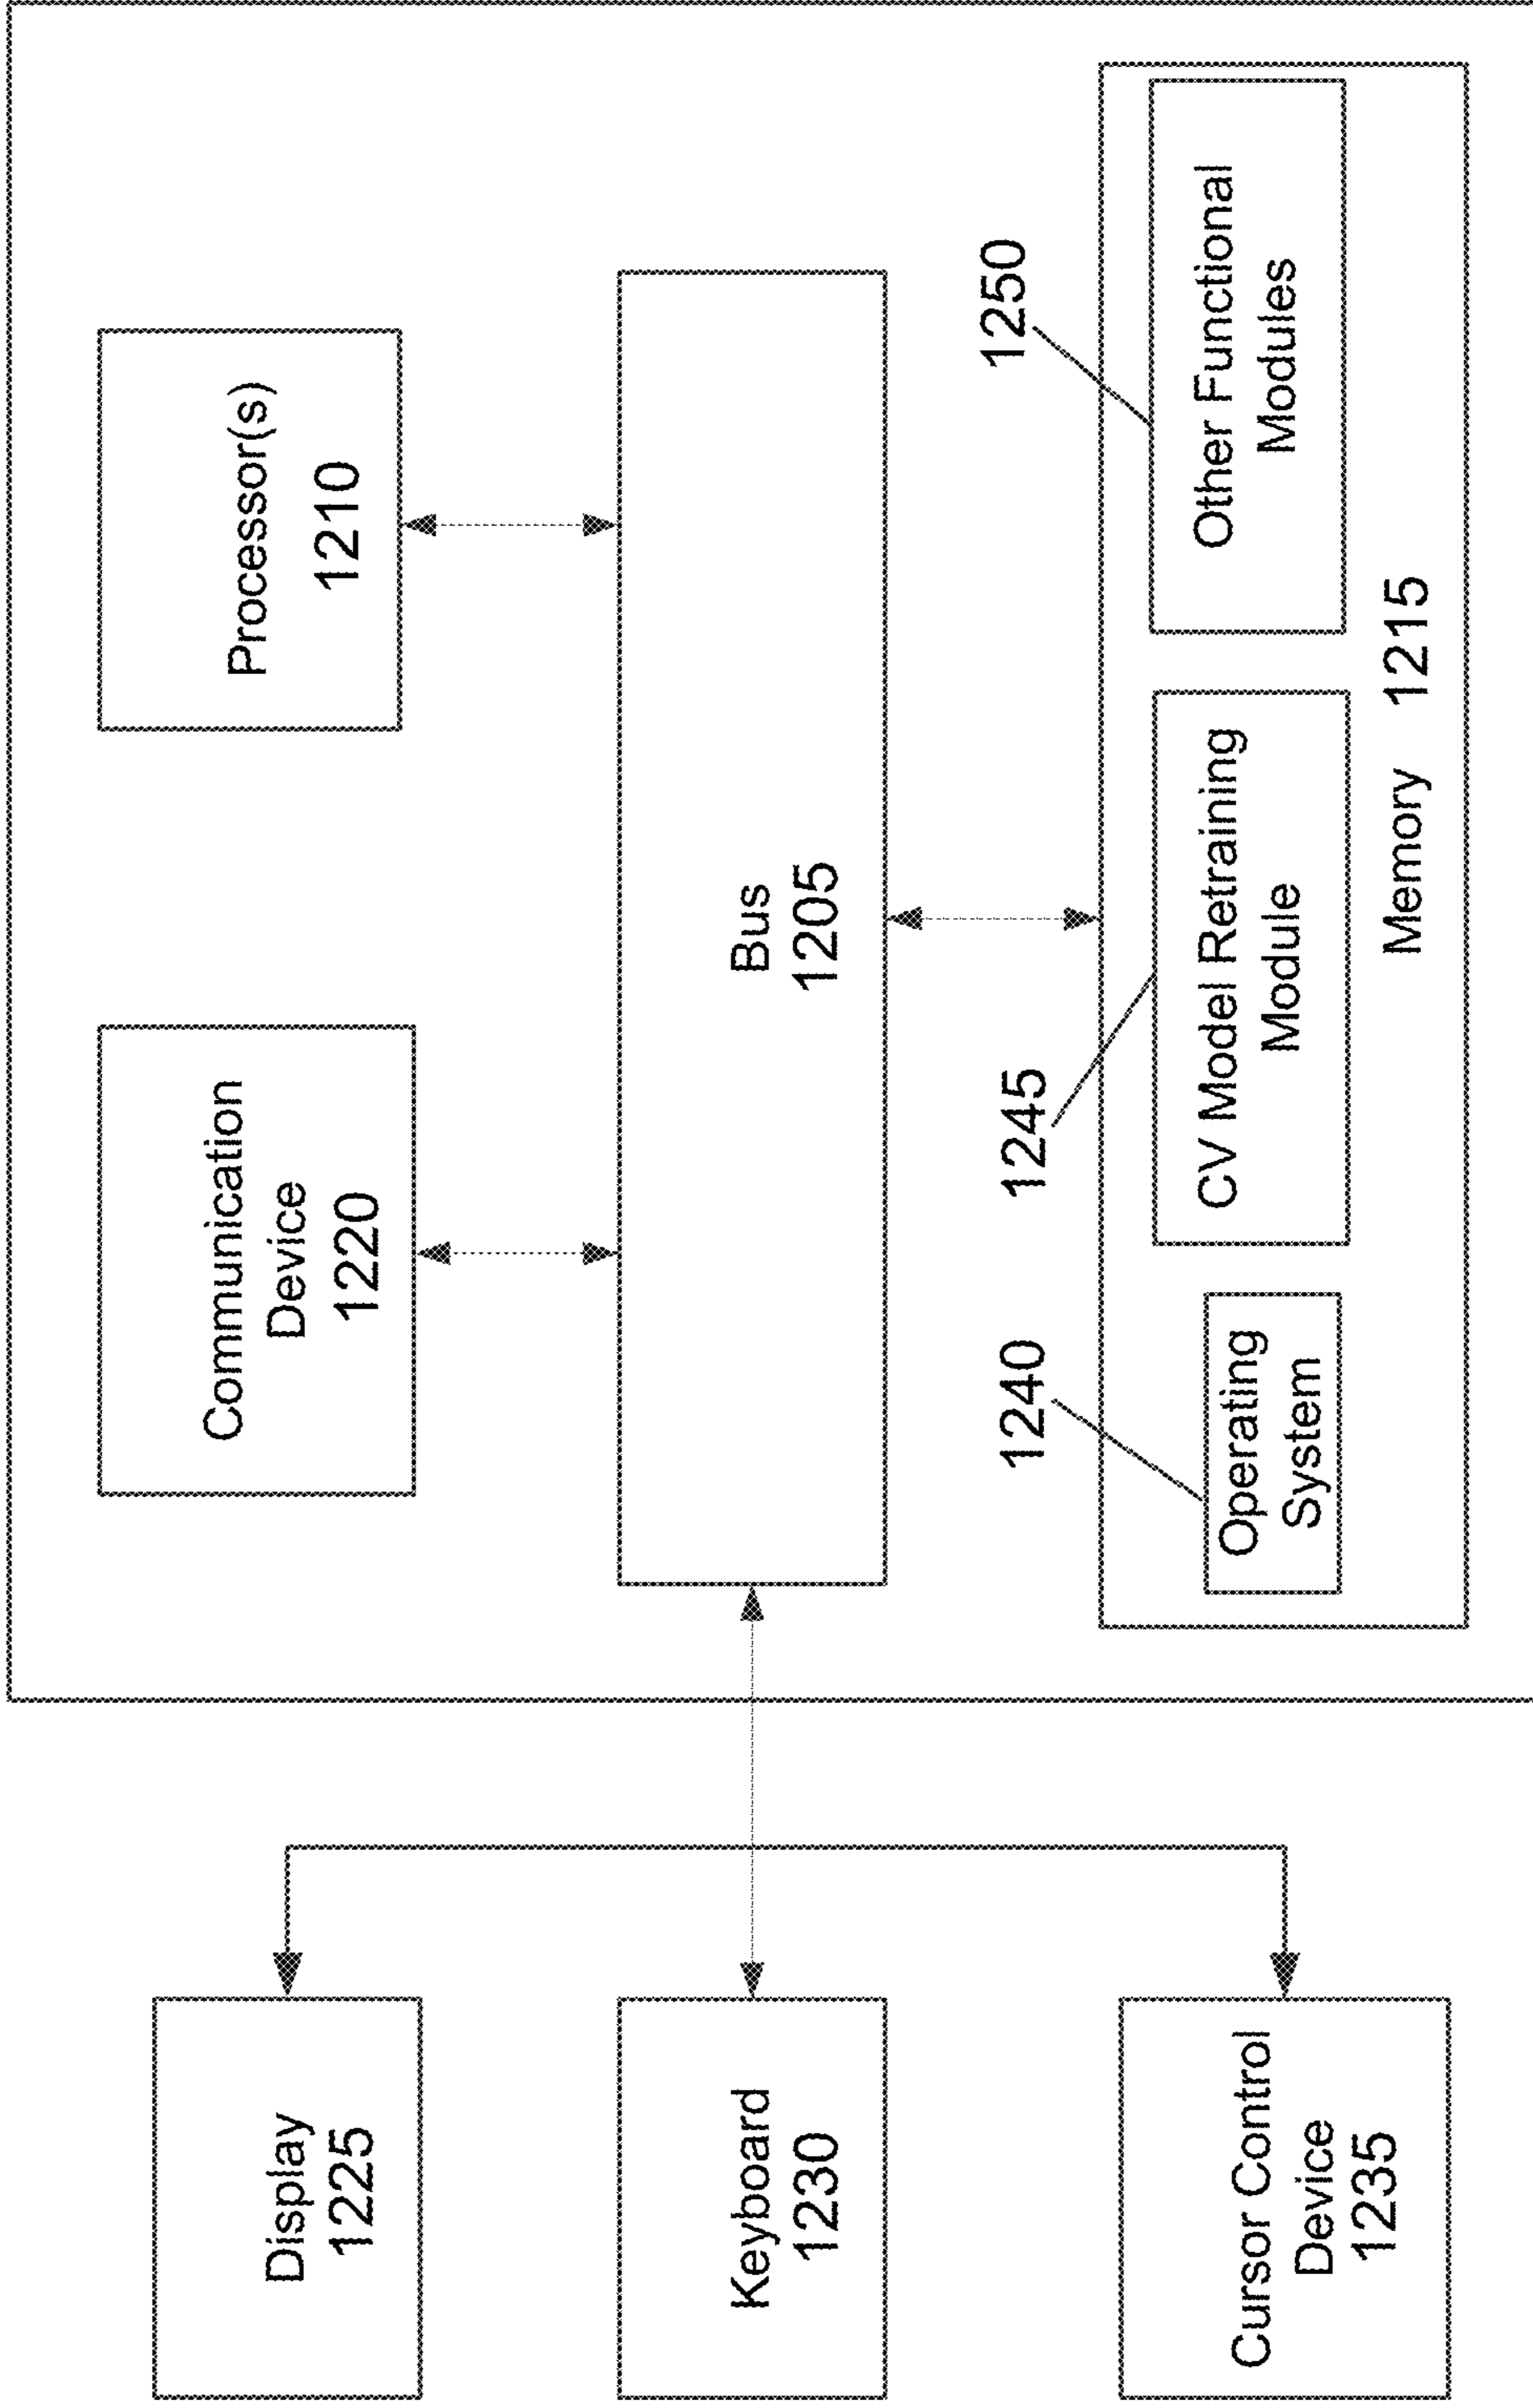 Display
1225
Keyboard
1230
Cursor Control
Device
1235
Communication
Device
1220
Processor(s)
1210
Bus
1205
1240
1245
1250
Operating
System
CV Model Retraining
Module
Other Functional
Modules
Memory 1215